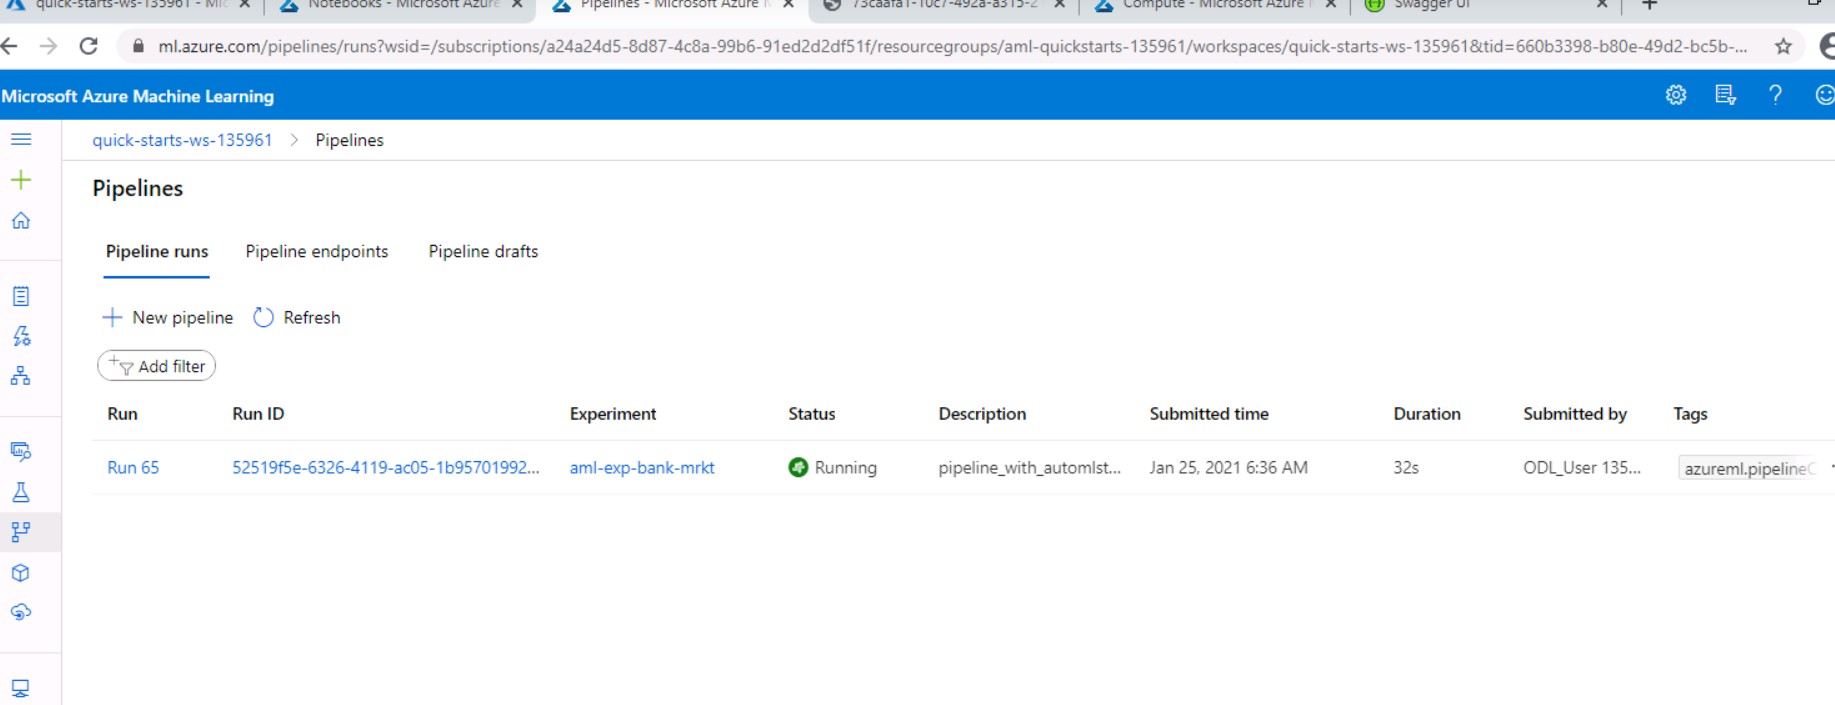 quick-starts-ws-135961 - Mic
Notebooks - Microsoft Azure
Pipelines - Microsoft Azure M
Compute - Microsoft Azure
Swagger UI
ml.azure.com/pipelines/runs?wsid=/subscriptions/a24a24d5-8d87-4c8a-99b6-91ed2d2df51f/resourcegroups/aml-quickstarts-135961/workspaces/quick-starts-ws-135961&tid=660b3398-b80e-49d2-bc5b-...
Microsoft Azure Machine Learning
quick-starts-ws-135961 > Pipelines
Pipelines
Pipeline runs Pipeline endpoints Pipeline drafts
New pipeline Refresh
Add filter
Run Run ID Experiment Status Description Submitted time Duration Submitted by Tags
Run 65 52519f5e-6326-4119-ac05-1b95701992... aml-exp-bank-mrkt Running pipeline_with_automlst... Jan 25, 2021 6:36 AM 32s ODL_User 135... azureml.pipelineC